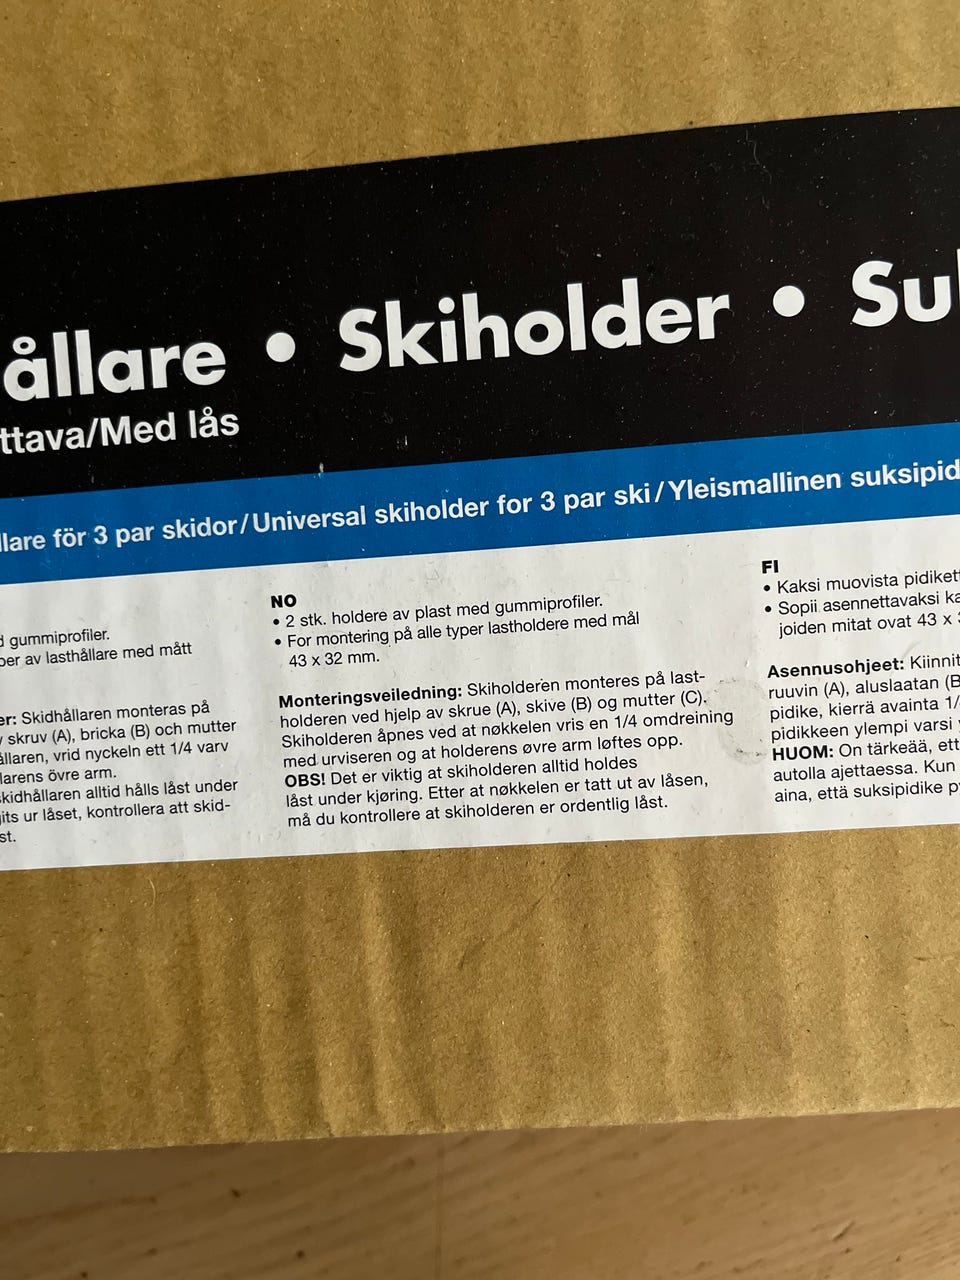 ållare • Skiholder • Su
ttava/Med lås
llare för 3 par skidor/Universal skiholder for 3 par ski/Yleismallinen suksipid
gummiprofiler.
er av lasthållare med mått
er: Skidhållaren monteras på
skruv (A), bricka (B) och mutter
ållaren, vrid nyckeln ett 1/4 varv
larens övre arm.
skidhållaren alltid hålls låst under
its ur låset, kontrollera att skid-
st.
NO
• 2 stk. holdere av plast med gummiprofiler.
• For montering på alle typer lastholdere med mål
43 x 32 mm.
Monteringsveiledning: Skiholderen monteres på last-
holderen ved hjelp av skrue (A), skive (B) og mutter (C).
Skiholderen åpnes ved at nøkkelen vris en 1/4 omdreining
med urviseren og at holderens øvre arm løftes opp.
OBS! Det er viktig at skiholderen alltid holdes
låst under kjøring. Etter at nøkkelen er tatt ut av låsen,
må du kontrollere at skiholderen er ordentlig låst.
FI
• Kaksi muovista pidikett
• Sopii asennettavaksi ka
joiden mitat ovat 43 x
Asennusohjeet: Kiinnit
ruuvin (A), aluslaatan (B
pidike, kierrä avainta 1/
pidikkeen ylempi varsi
HUOM: On tärkeää, ett
autolla ajettaessa. Kun
aina, että suksipidike p